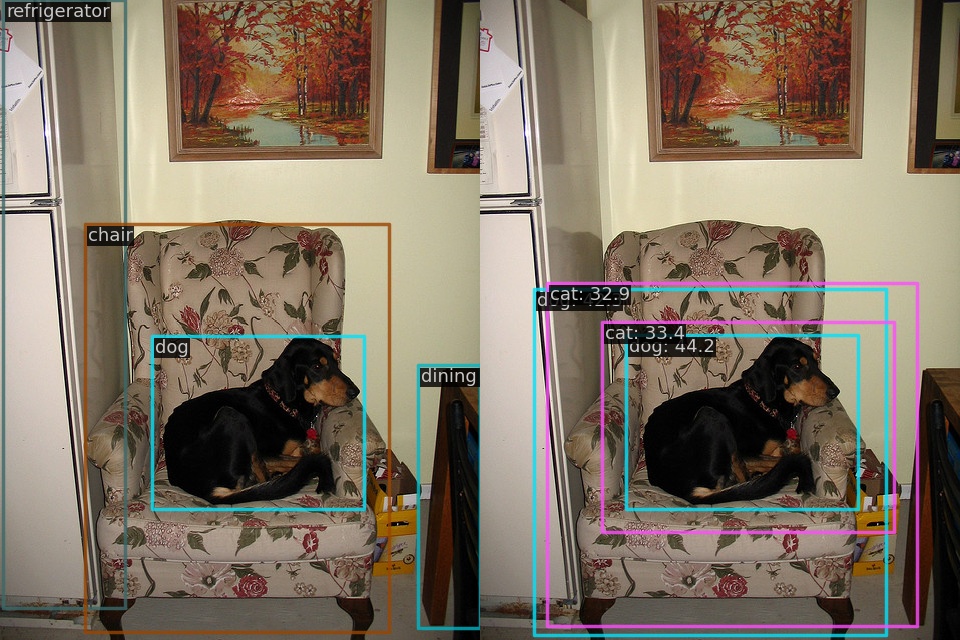 refrigerator
chair
dog
dining
cat: 32.9
cat: 33.4
dog: 44.2